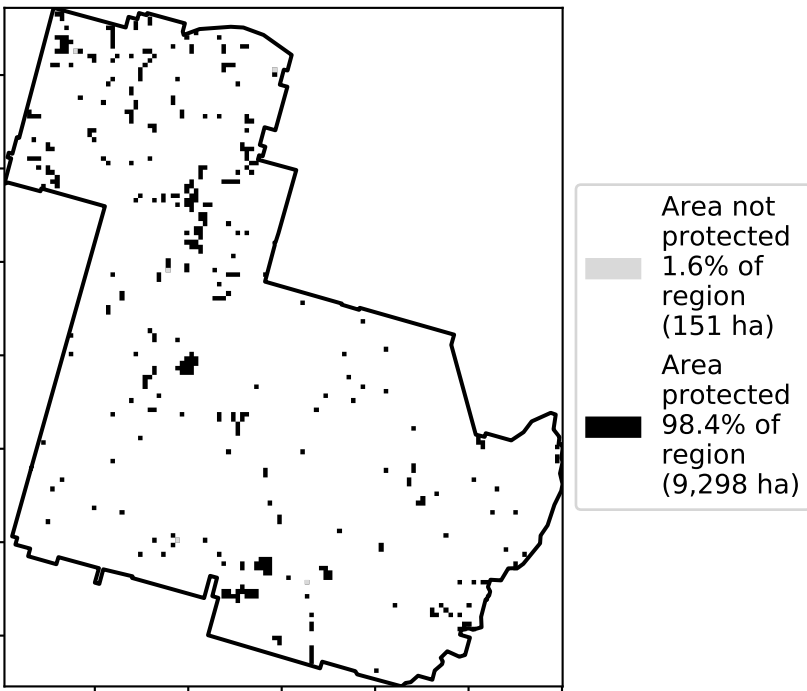 Area not
protected
1.6% of
region
(151 ha)
Area
protected
98.4% of
region
(9,298 ha)